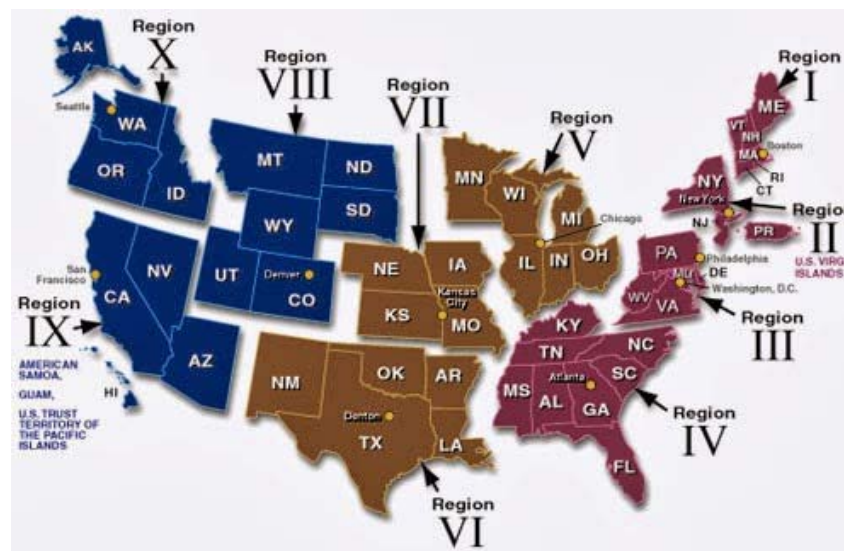 Region
X
Region
VIII
Region
VII
Region
V
Region
I
Region
II
U.S. VIRG
ISLANDS
Region
III
Region
IV
Region
VI
Region
IX
AMERICAN
SAMOA,
GUAM,
U.S. TRUST
TERRITORY OF
THE PACIFIC
ISLANDS
AK
Seattle
WA
OR
ID
MT
ND
SD
WY
UT
Denver
CO
San
Francisco
CA
NV
AZ
HI
NE
IA
KS
Kansas
City
MO
MN
WI
MI
Chicago
IL
IN
OH
NM
OK
AR
Denton
TX
LA
KY
TN
NC
SC
MS
AL
Atlanta
GA
FL
ME
VT
NH
MA
Boston
RI
CT
NY
New York
NJ
PR
PA
Philadelphia
DE
Washington, D.C.
WV
VA